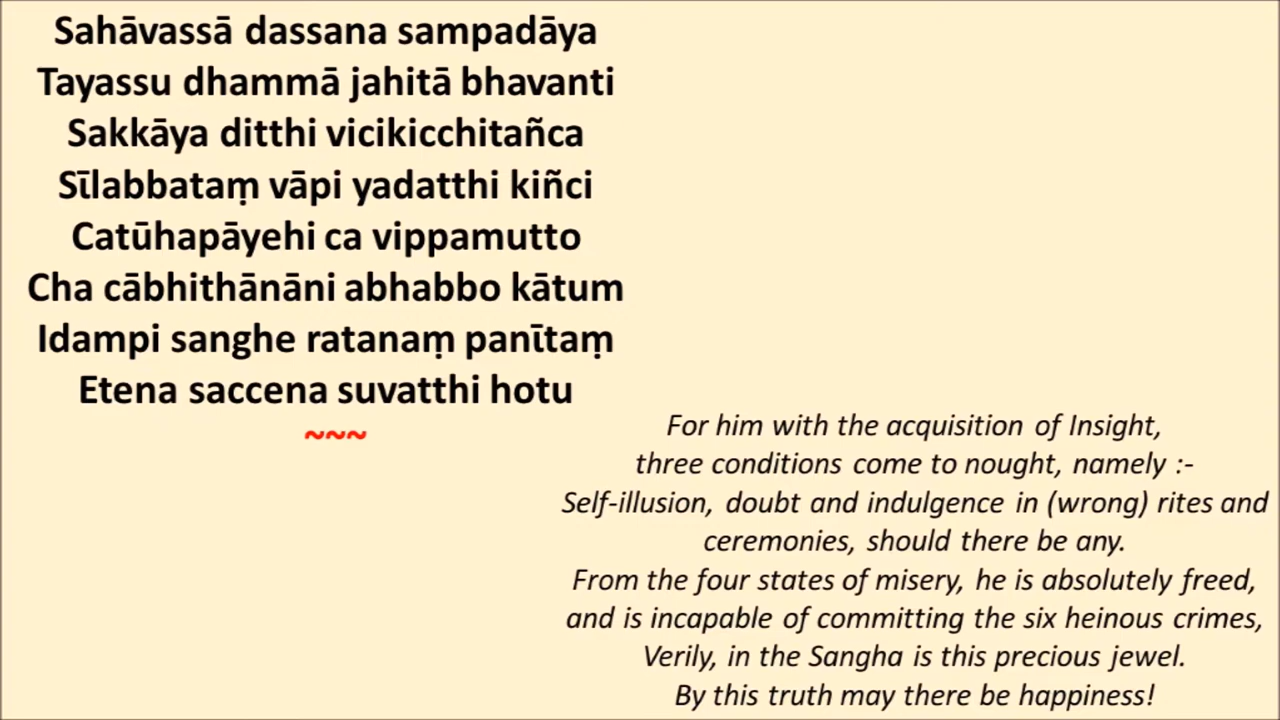 Sahāvassā dassana sampadāya
Tayassu dhammā jahitā bhavanti
Sakkāya ditthi vicikicchitañca
Sīlabbataṃ vāpi yadatthi kiñci
Catūhapāyehi ca vippamutto
Cha cābhithānāni abhabbo kātum
Idampi sanghe ratanaṃ panītaṃ
Etena saccena suvatthi hotu
~~~
For him with the acquisition of Insight,
three conditions come to nought, namely :-
Self-illusion, doubt and indulgence in (wrong) rites and
ceremonies, should there be any.
From the four states of misery, he is absolutely freed,
and is incapable of committing the six heinous crimes,
Verily, in the Sangha is this precious jewel.
By this truth may there be happiness!